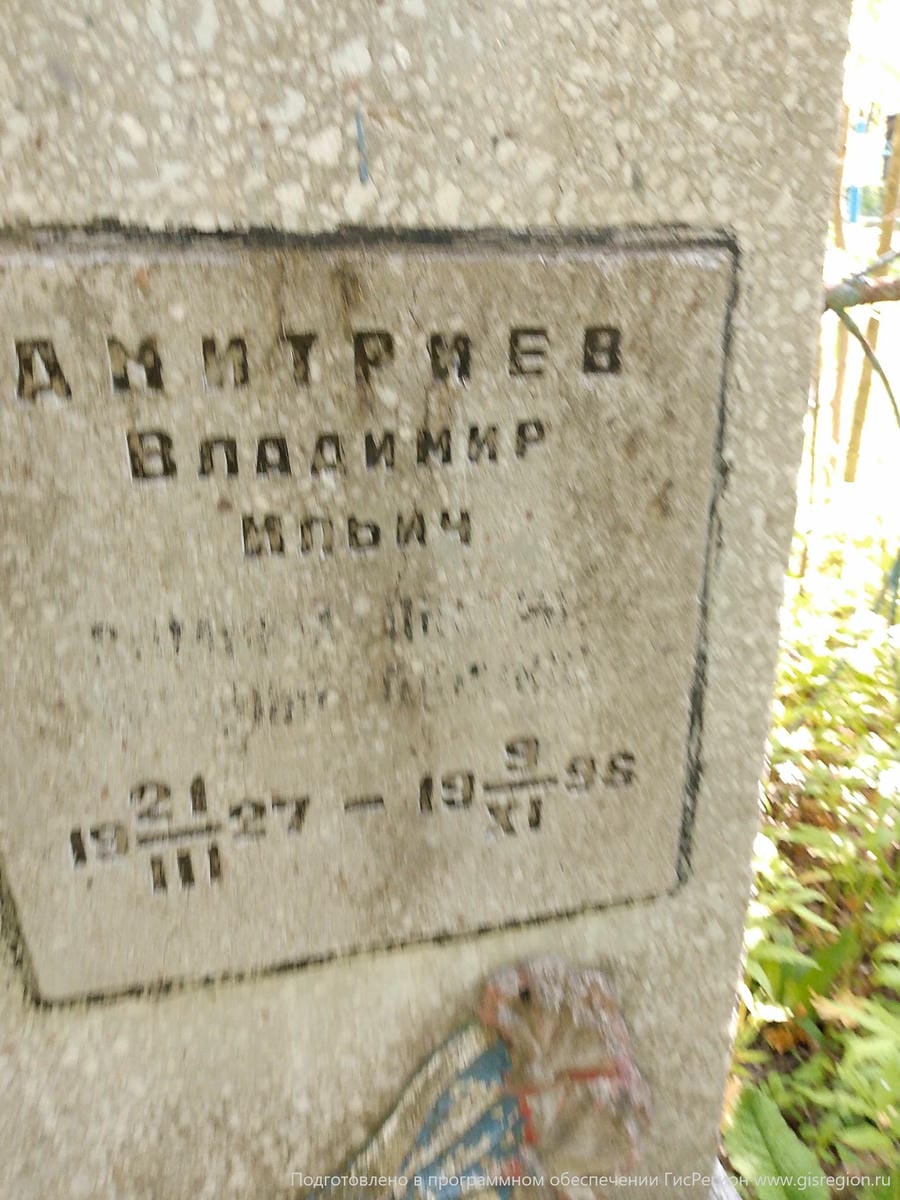 ДМИТРИЕВ
Владимир
Ильич
19 21/III 27 – 19 9/XI 95
Подготовлено в программном обеспечении ГисРегион www.gisregion.ru